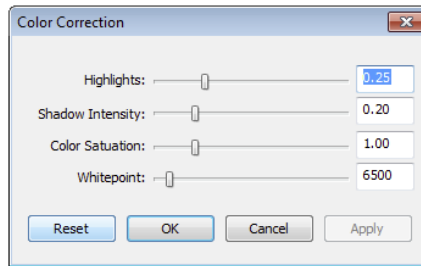 Color Correction
Highlights: 0.25
Shadow Intensity: 0.20
Color Satuation: 1.00
Whitepoint: 6500
Reset OK Cancel Apply